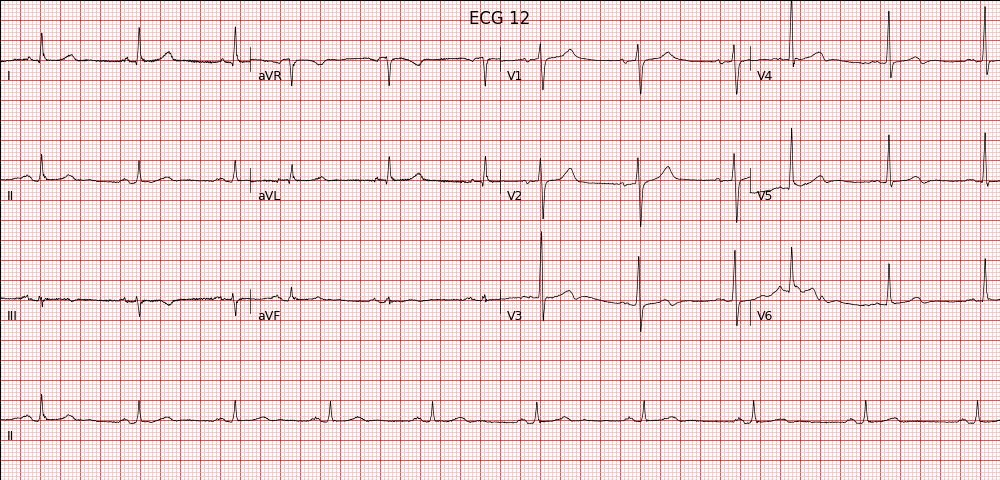 ECG 12
I aVR V1 V4
II aVL V2 V5
III aVF V3 V6
II